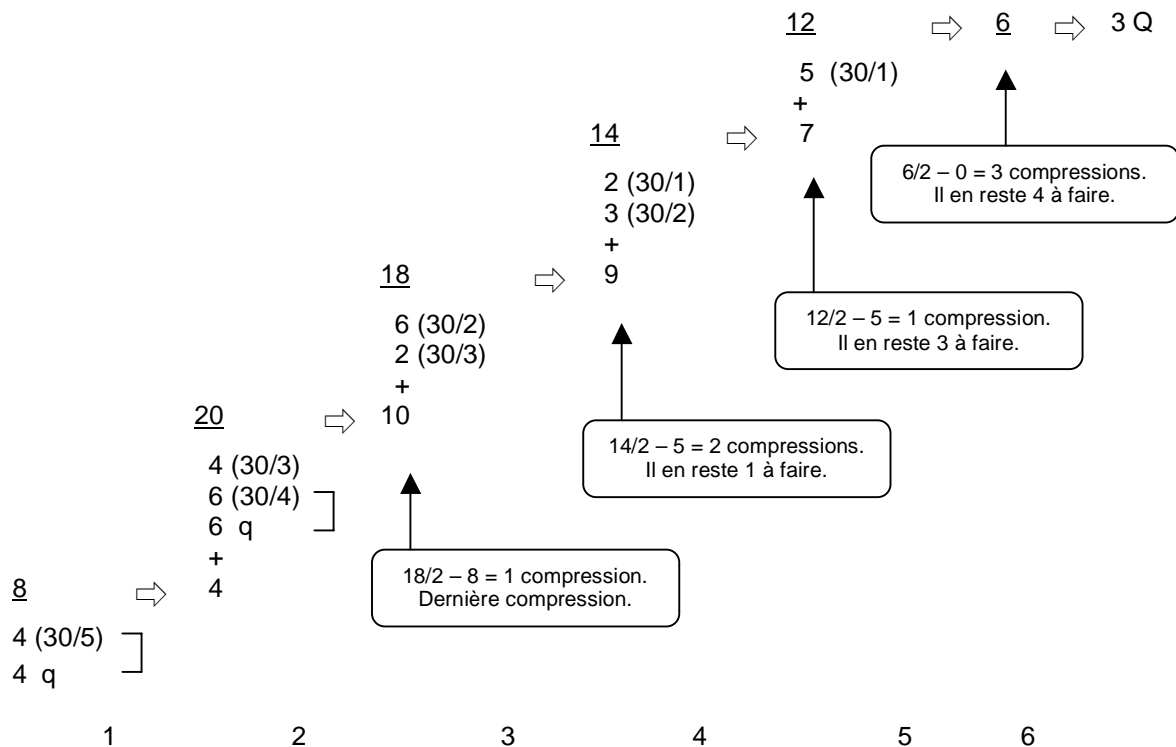 12 ⇨ 6 ⇨ 3 Q
5 (30/1)
+
14 ⇨ 7
6/2 – 0 = 3 compressions.
Il en reste 4 à faire.
2 (30/1)
3 (30/2)
+
18 ⇨ 9
12/2 – 5 = 1 compression.
Il en reste 3 à faire.
6 (30/2)
2 (30/3)
+
20 ⇨ 10
14/2 – 5 = 2 compressions.
Il en reste 1 à faire.
4 (30/3)
6 (30/4)
6 q
+
8 ⇨ 4
18/2 – 8 = 1 compression.
Dernière compression.
4 (30/5)
4 q
1 2 3 4 5 6